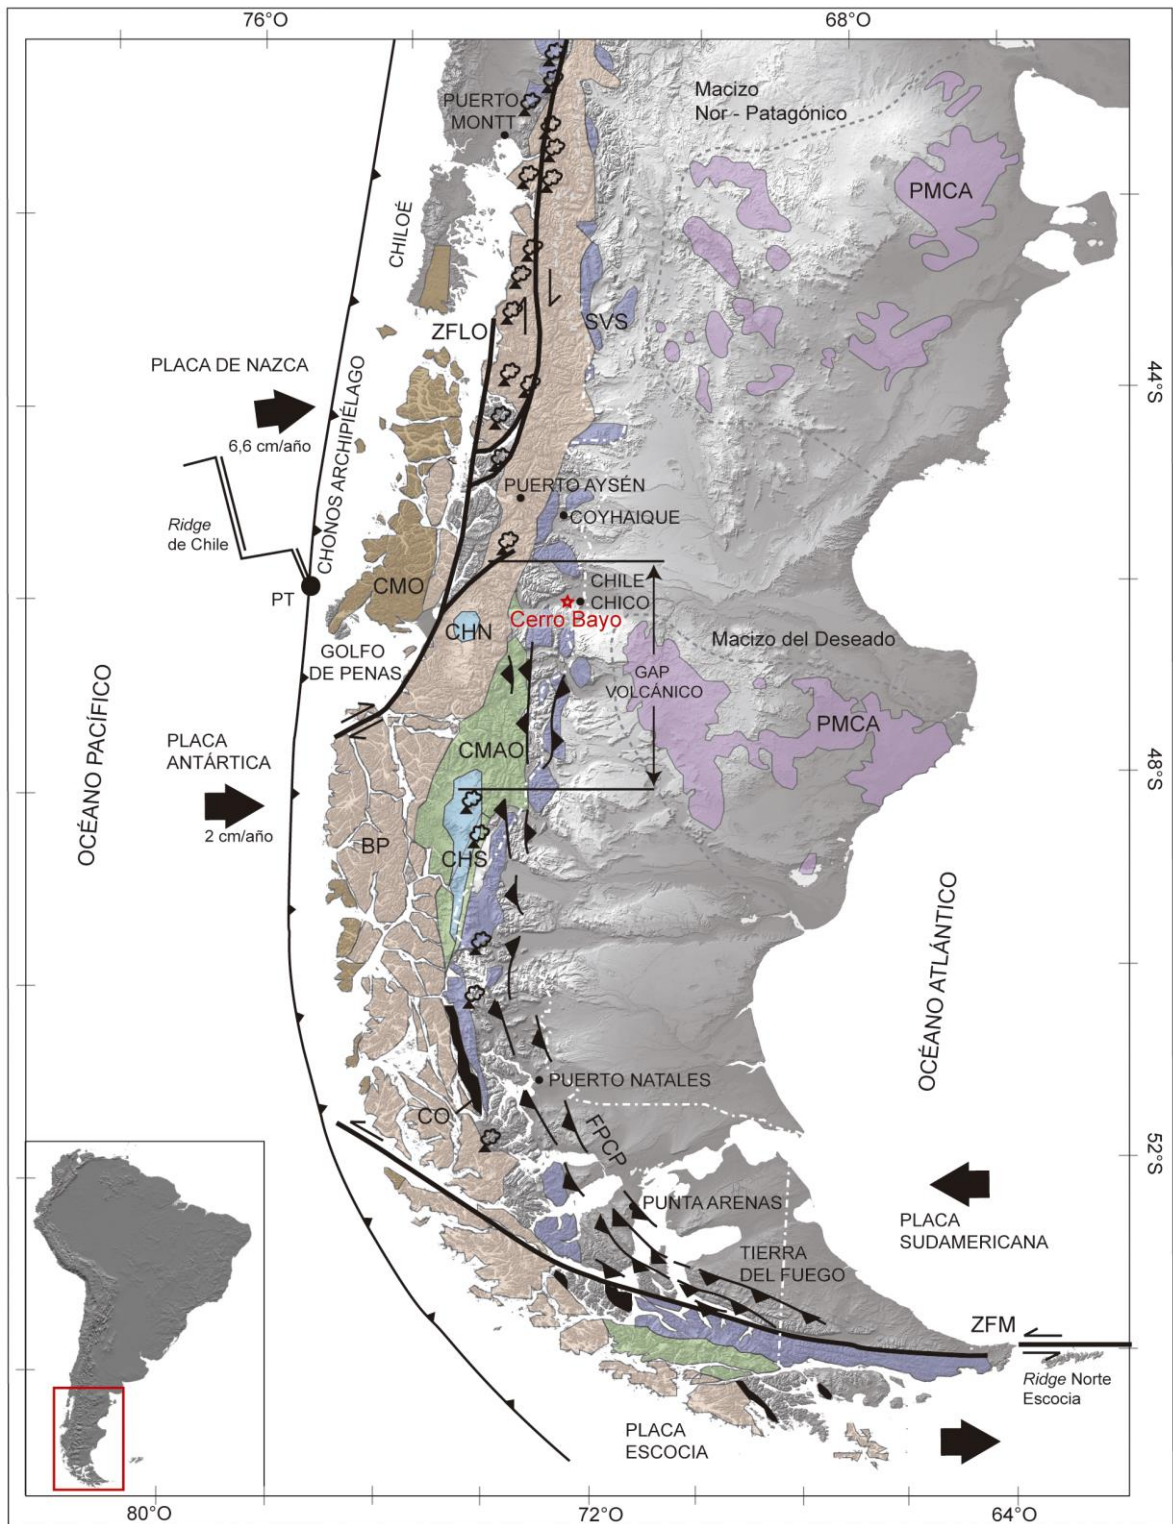 76°O
68°O
PUERTO
MONTT
Macizo
Nor - Patagónico
PMCA
CHILOÉ
ZFLO
SVS
PLACA DE NAZCA
6,6 cm/año
CHONOS ARCHIPIÉLAGO
44°S
PUERTO AYSÉN
COYHAIQUE
Ridge
de Chile
PT
CMO
CHILE
CHICO
Cerro Bayo
CHN
Macizo del Deseado
GOLFO
DE PENAS
GAP
VOLCÁNICO
PMCA
CMAO
OCÉANO PACÍFICO
PLACA
ANTÁRTICA
2 cm/año
48°S
BP
CHS
OCÉANO ATLÁNTICO
PUERTO NATALES
CO
FPCP
52°S
PUNTA ARENAS
PLACA
SUDAMERICANA
TIERRA
DEL FUEGO
ZFM
Ridge Norte
Escocia
PLACA
ESCOCIA
80°O
72°O
64°O